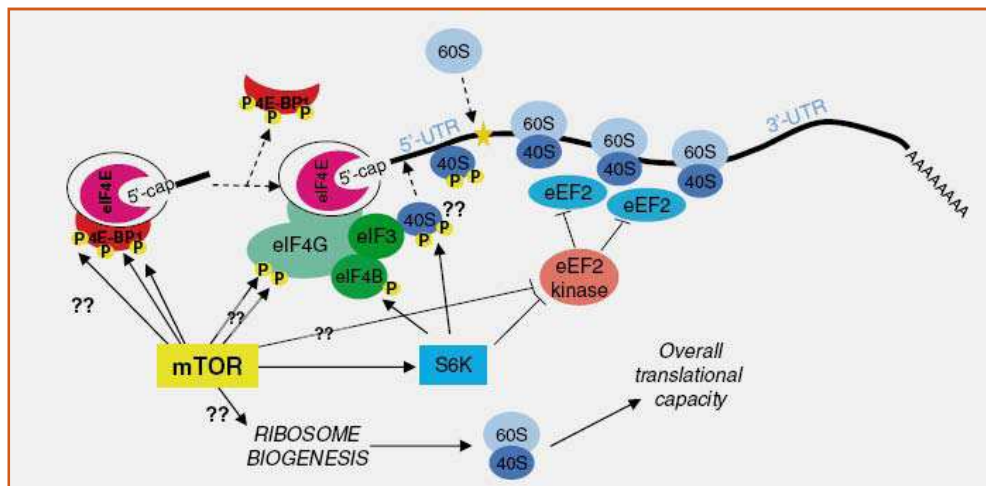 60S
P 4E-BP1 P
P
5'-UTR
3'-UTR
60S
40S
60S
40S
60S
40S
AAAAAAAA
eIF4E
5'-cap
eIF4E
5'-cap
40S
P P
eEF2
eEF2
4E-BP1
P P P P
eIF4G
eIF3
40S
P P
??
P P
eIF4B
P
eEF2
kinase
??
??
??
mTOR
S6K
Overall
translational
capacity
??
RIBOSOME
BIOGENESIS
60S
40S